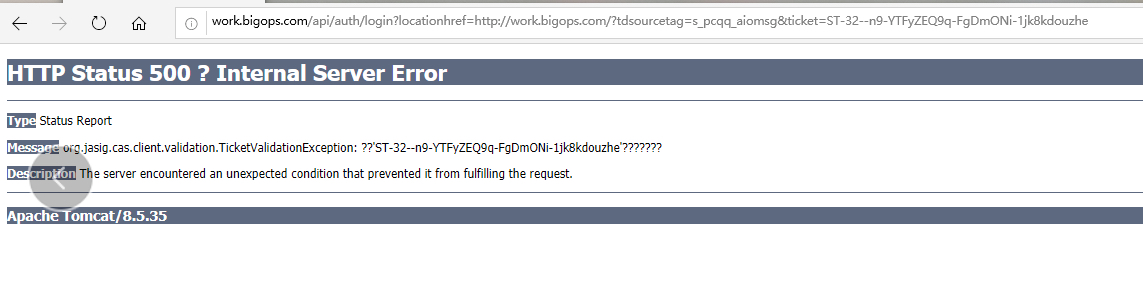 work.bigops.com/api/auth/login?locationhref=http://work.bigops.com/?tdsourcetag=s_pcqq_aiomsg&ticket=ST-32--n9-YTFyZEQ9q-FgDmONi-1jk8kdouzhe
HTTP Status 500 ? Internal Server Error
Type Status Report
Message org.jasig.cas.client.validation.TicketValidationException: ??'ST-32--n9-YTFyZEQ9q-FgDmONi-1jk8kdouzhe'???????
Description The server encountered an unexpected condition that prevented it from fulfilling the request.
Apache Tomcat/8.5.35